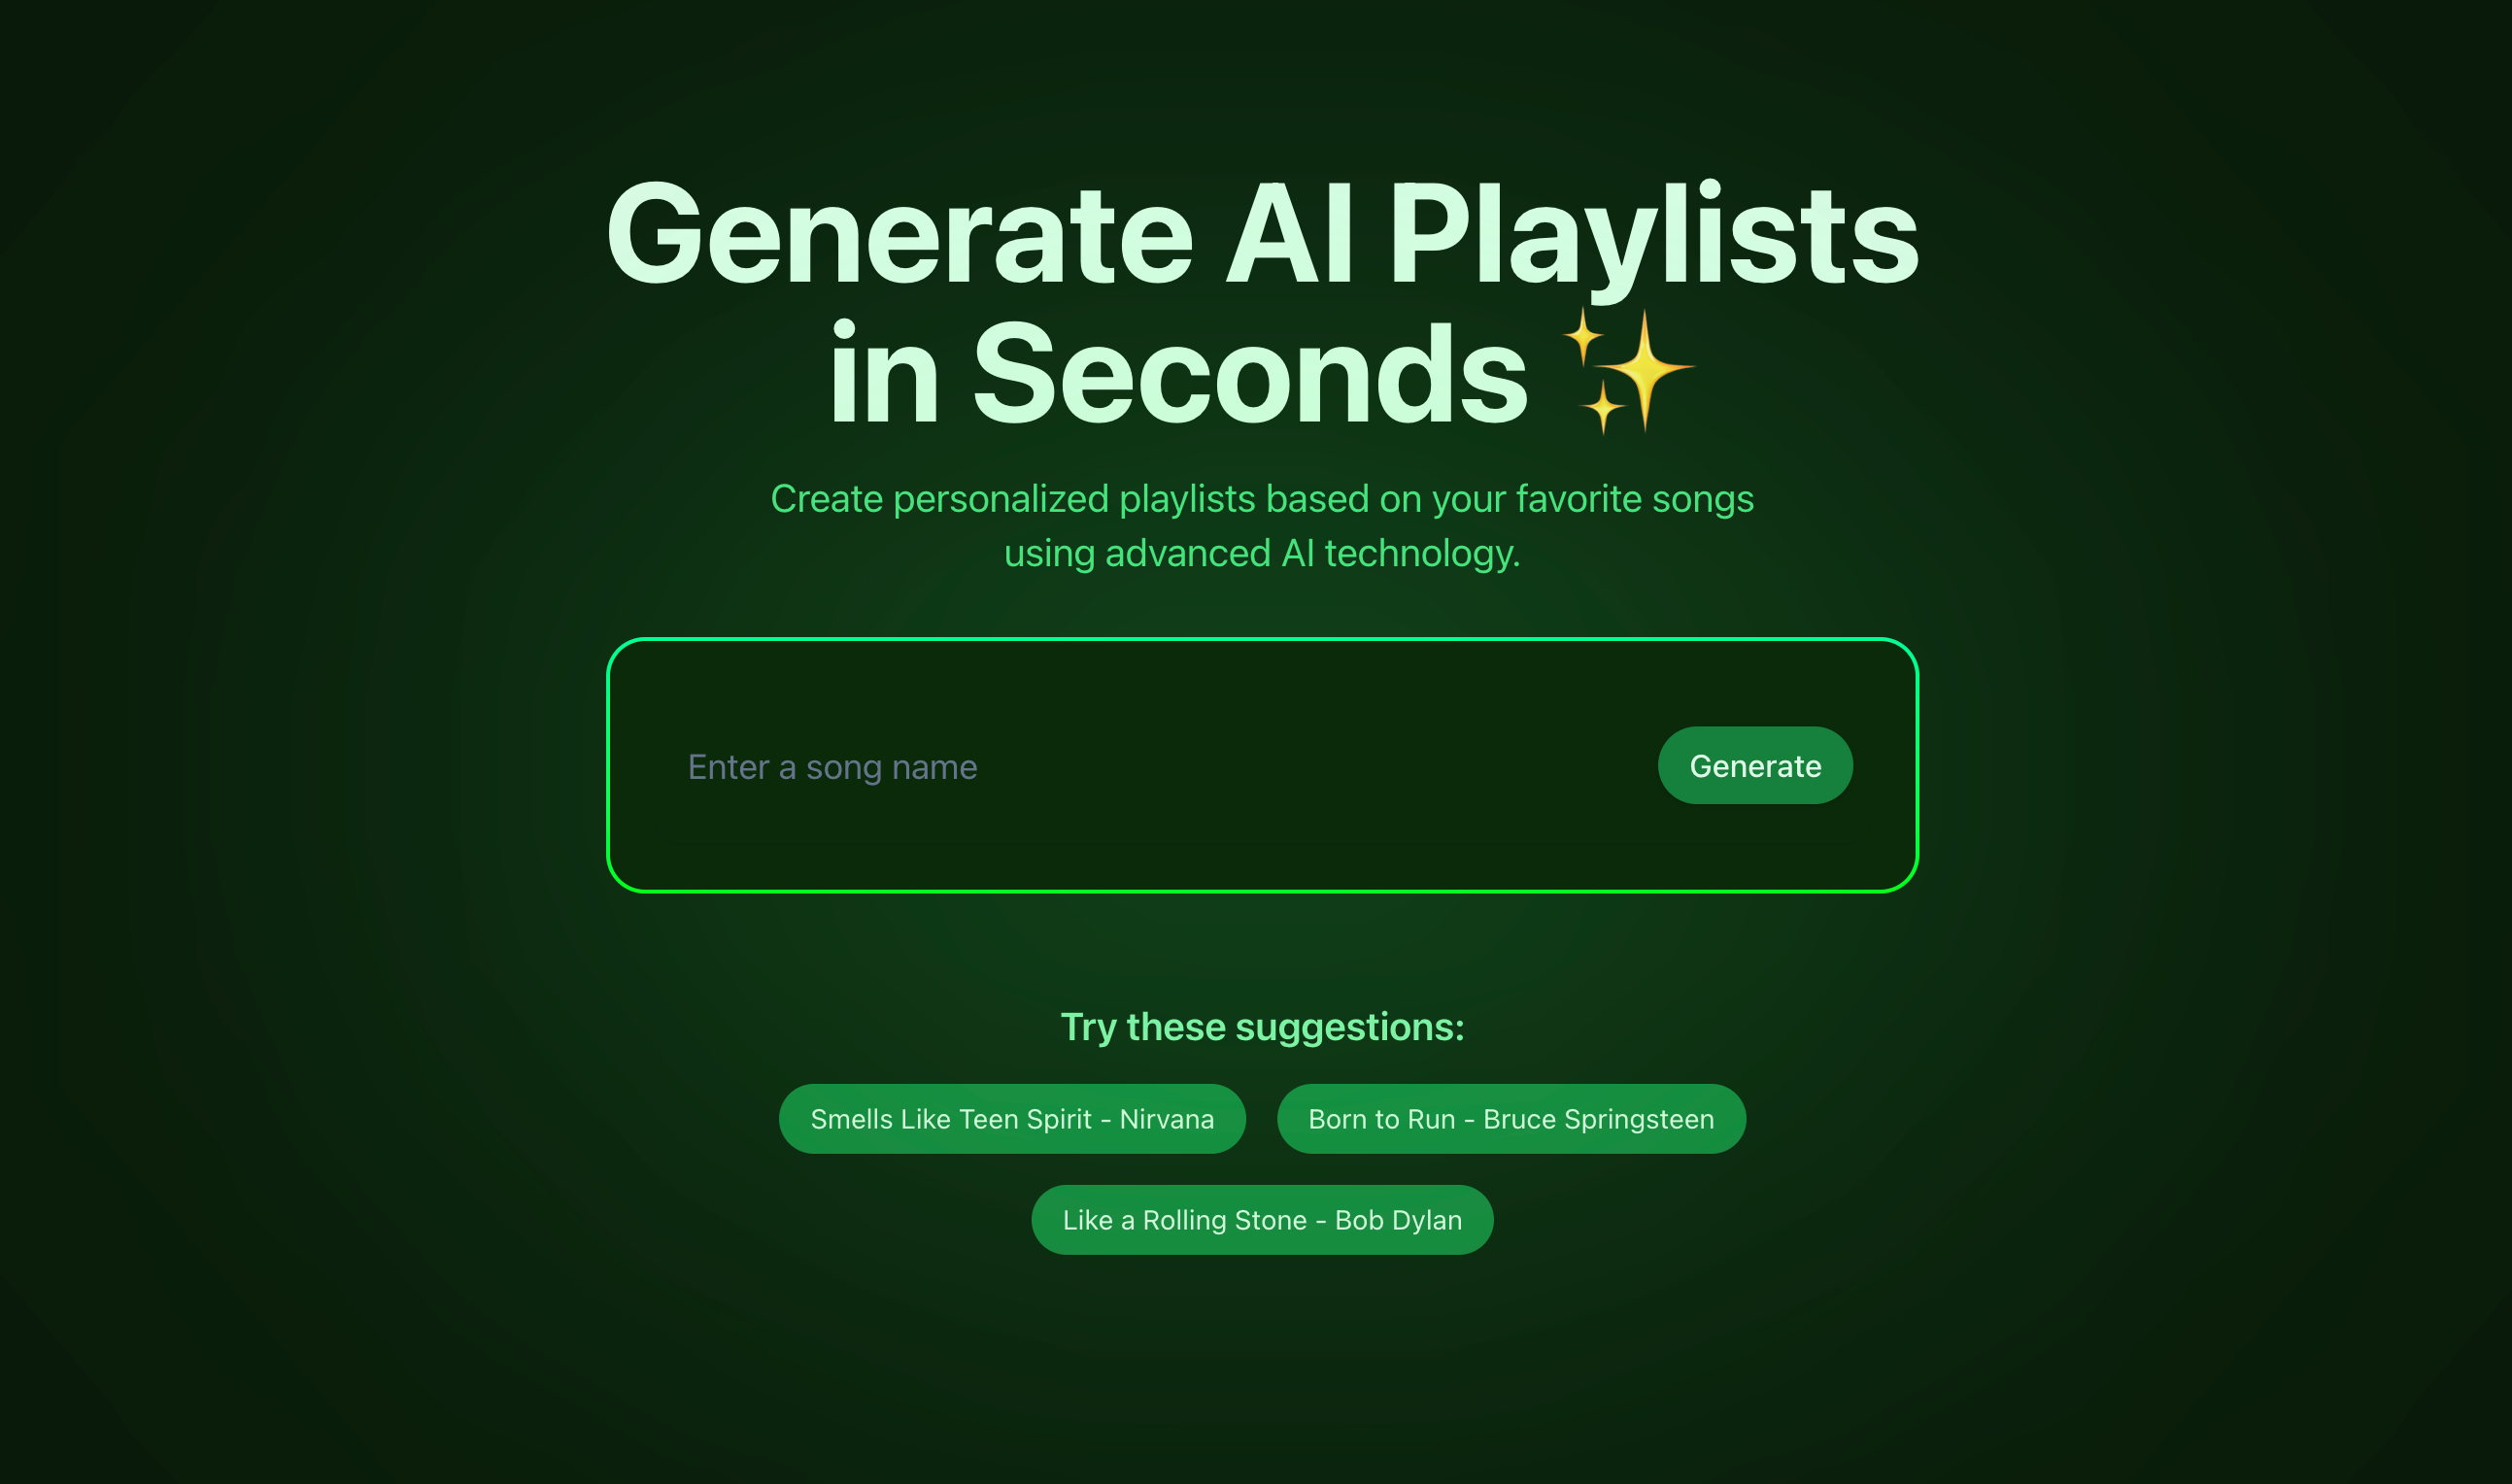 Generate AI Playlists
in Seconds ✨
Create personalized playlists based on your favorite songs
using advanced AI technology.
Enter a song name
Generate
Try these suggestions:
Smells Like Teen Spirit - Nirvana
Born to Run - Bruce Springsteen
Like a Rolling Stone - Bob Dylan